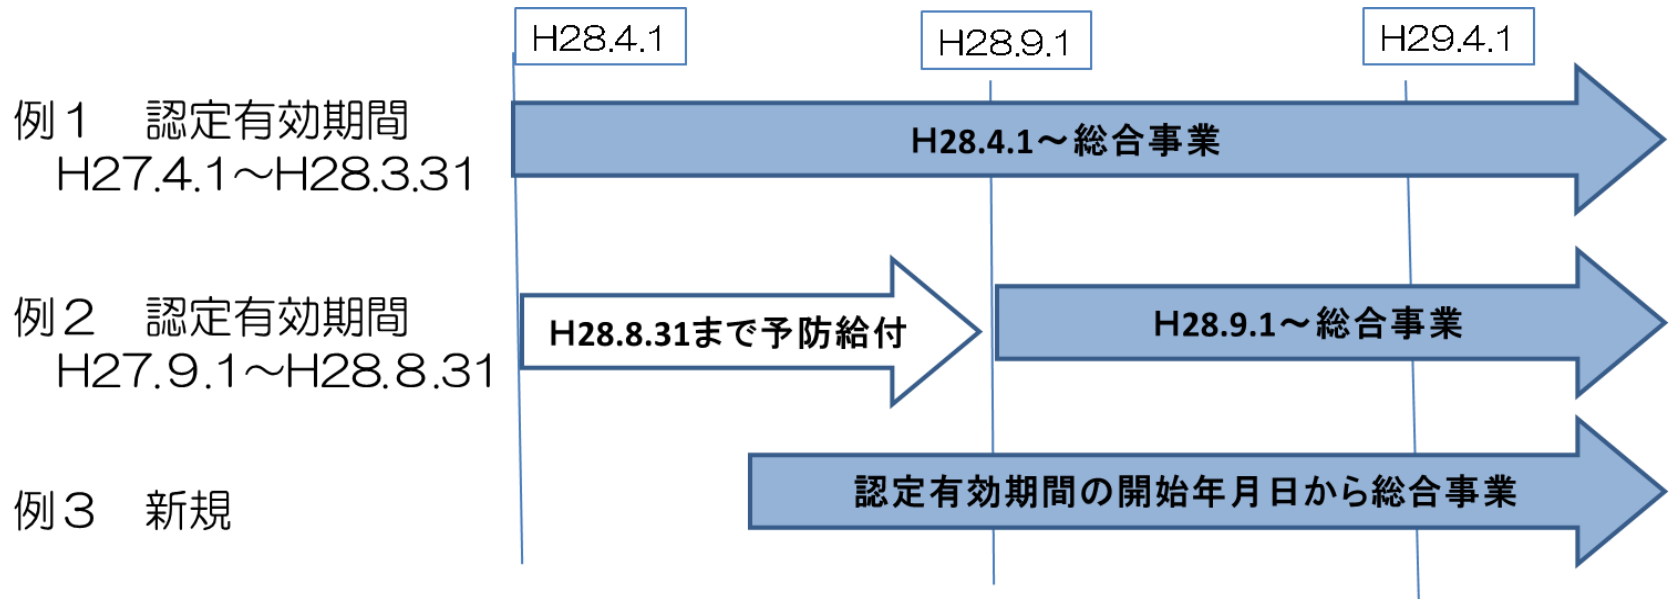 H28.4.1
H28.9.1
H29.4.1
例１　認定有効期間
H27.4.1～H28.3.31
H28.4.1～総合事業
例２　認定有効期間
H27.9.1～H28.8.31
H28.8.31まで予防給付
H28.9.1～総合事業
例３　新規
認定有効期間の開始年月日から総合事業